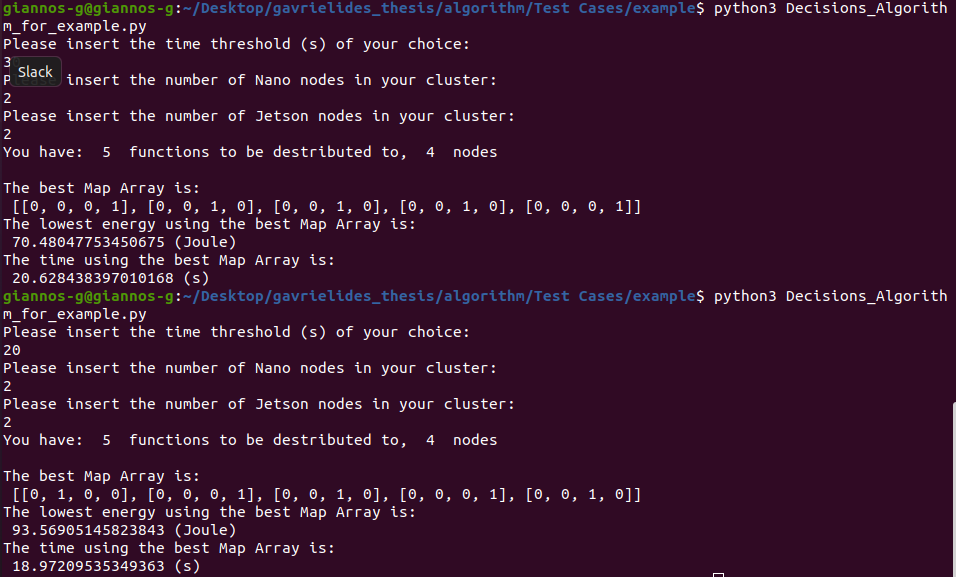 giannos-g@giannos-g:~/Desktop/gavrielides_thesis/algorithm/Test Cases/example$ python3 Decisions_Algorith
m_for_example.py
Please insert the time threshold (s) of your choice:
3
Slack
insert the number of Nano nodes in your cluster:
2
Please insert the number of Jetson nodes in your cluster:
2
You have:  5  functions to be destributed to,  4  nodes
The best Map Array is:
[[0, 0, 0, 1], [0, 0, 1, 0], [0, 0, 1, 0], [0, 0, 1, 0], [0, 0, 0, 1]]
The lowest energy using the best Map Array is:
70.48047753450675 (Joule)
The time using the best Map Array is:
20.628438397010168 (s)
giannos-g@giannos-g:~/Desktop/gavrielides_thesis/algorithm/Test Cases/example$ python3 Decisions_Algorith
m_for_example.py
Please insert the time threshold (s) of your choice:
20
Please insert the number of Nano nodes in your cluster:
2
Please insert the number of Jetson nodes in your cluster:
2
You have:  5  functions to be destributed to,  4  nodes
The best Map Array is:
[[0, 1, 0, 0], [0, 0, 0, 1], [0, 0, 1, 0], [0, 0, 0, 1], [0, 0, 1, 0]]
The lowest energy using the best Map Array is:
93.56905145823843 (Joule)
The time using the best Map Array is:
18.97209535349363 (s)